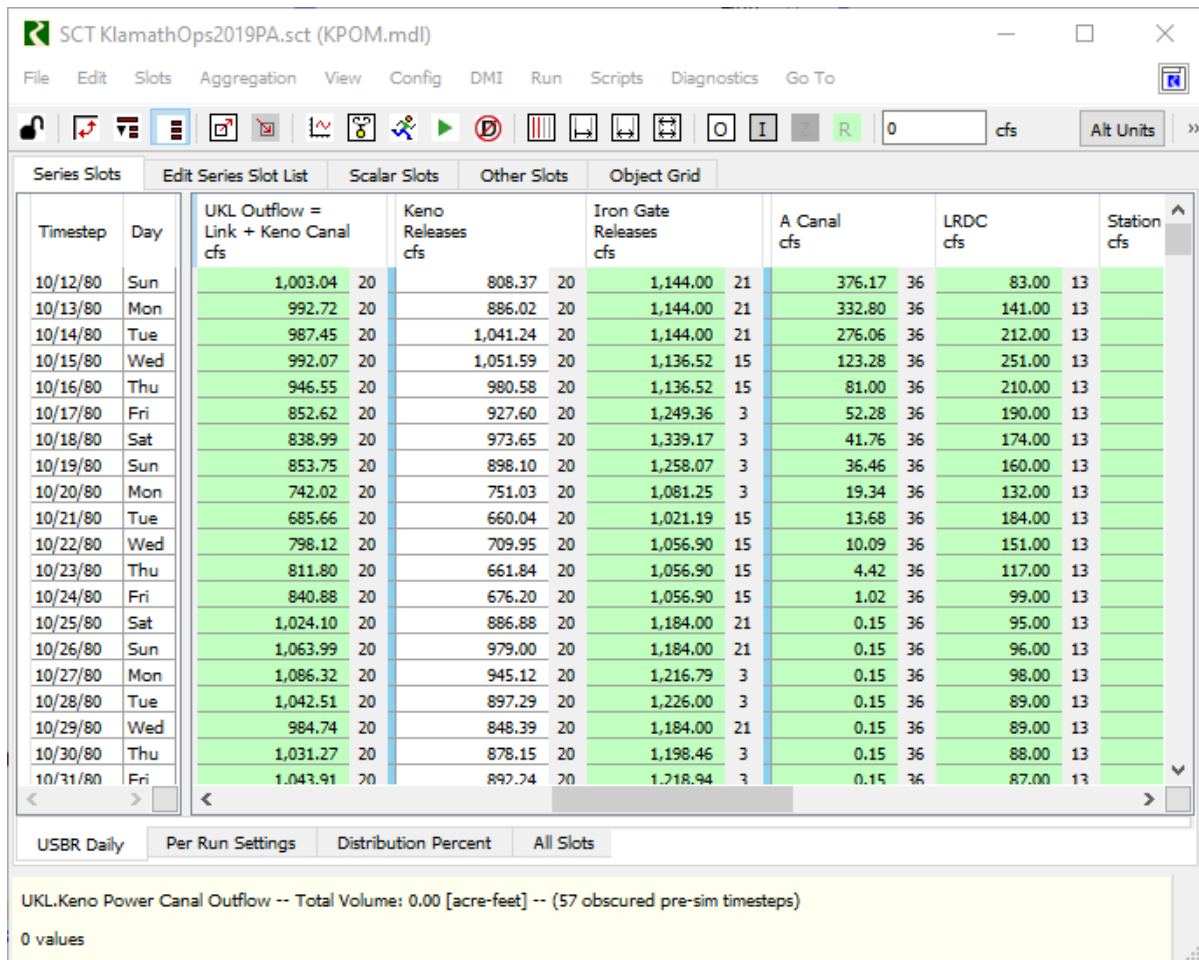 SCT KlamathOps2019PA.sct (KPOM.mdl)
File Edit Slots Aggregation View Config DMI Run Scripts Diagnostics Go To
D O I Z R 0 cfs Alt Units »
Series Slots Edit Series Slot List Scalar Slots Other Slots Object Grid
Timestep Day UKL Outflow = Link + Keno Canal cfs Keno Releases cfs Iron Gate Releases cfs A Canal cfs LRDC cfs Station cfs
10/12/80 Sun 1,003.04 20 808.37 20 1,144.00 21 376.17 36 83.00 13
10/13/80 Mon 992.72 20 886.02 20 1,144.00 21 332.80 36 141.00 13
10/14/80 Tue 987.45 20 1,041.24 20 1,144.00 21 276.06 36 212.00 13
10/15/80 Wed 992.07 20 1,051.59 20 1,136.52 15 123.28 36 251.00 13
10/16/80 Thu 946.55 20 980.58 20 1,136.52 15 81.00 36 210.00 13
10/17/80 Fri 852.62 20 927.60 20 1,249.36 3 52.28 36 190.00 13
10/18/80 Sat 838.99 20 973.65 20 1,339.17 3 41.76 36 174.00 13
10/19/80 Sun 853.75 20 898.10 20 1,258.07 3 36.46 36 160.00 13
10/20/80 Mon 742.02 20 751.03 20 1,081.25 3 19.34 36 132.00 13
10/21/80 Tue 685.66 20 660.04 20 1,021.19 15 13.68 36 184.00 13
10/22/80 Wed 798.12 20 709.95 20 1,056.90 15 10.09 36 151.00 13
10/23/80 Thu 811.80 20 661.84 20 1,056.90 15 4.42 36 117.00 13
10/24/80 Fri 840.88 20 676.20 20 1,056.90 15 1.02 36 99.00 13
10/25/80 Sat 1,024.10 20 886.88 20 1,184.00 21 0.15 36 95.00 13
10/26/80 Sun 1,063.99 20 979.00 20 1,184.00 21 0.15 36 96.00 13
10/27/80 Mon 1,086.32 20 945.12 20 1,216.79 3 0.15 36 98.00 13
10/28/80 Tue 1,042.51 20 897.29 20 1,226.00 3 0.15 36 89.00 13
10/29/80 Wed 984.74 20 848.39 20 1,184.00 21 0.15 36 89.00 13
10/30/80 Thu 1,031.27 20 878.15 20 1,198.46 3 0.15 36 88.00 13
10/31/80 Fri 1,043.91 20 892.24 20 1,218.94 3 0.15 36 87.00 13
USBR Daily Per Run Settings Distribution Percent All Slots
UKL.Keno Power Canal Outflow -- Total Volume: 0.00 [acre-feet] -- (57 obscured pre-sim timesteps)
0 values